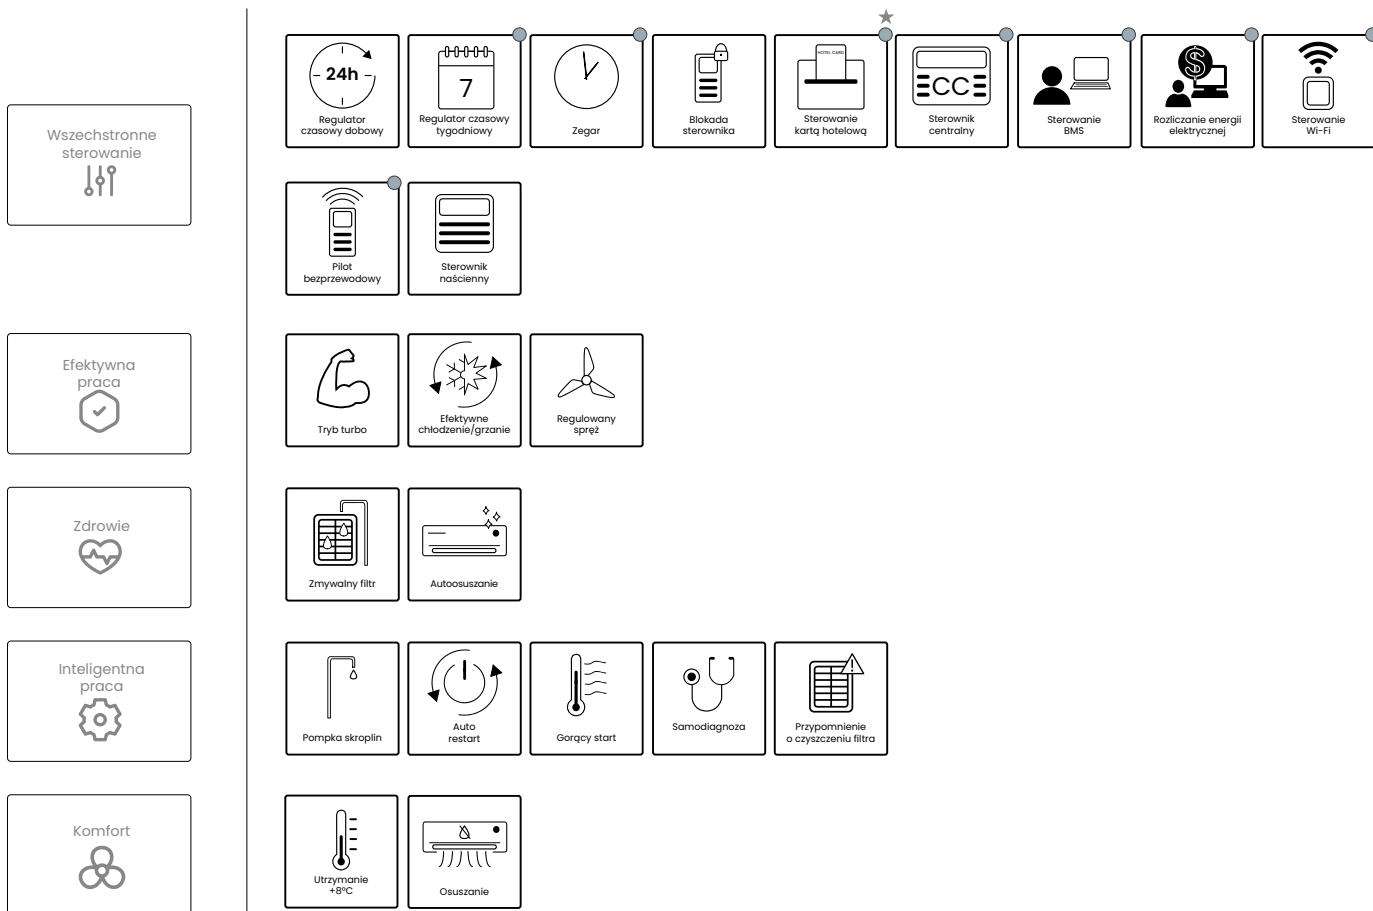 Wszechstronne
sterowanie
24h
Regulator
czasowy dobowy
7
Regulator czasowy
tygodniowy
Zegar
Blokada
sterownika
HOTEL CARD
Sterowanie
kartą hotelową
CC
Sterownik
centralny
Sterowanie
BMS
$
Rozliczanie energii
elektrycznej
Sterowanie
Wi-Fi
Pilot
bezprzewodowy
Sterownik
naścienny
Efektywna
praca
Tryb turbo
Efektywne
chłodzenie/grzanie
Regulowany
spręż
Zdrowie
Zmywalny filtr
Autoosuszanie
Inteligentna
praca
Pompka skroplin
Auto
restart
Gorący start
Samodiagnoza
Przypomnienie
o czyszczeniu filtra
Komfort
Utrzymanie
+8°C
Osuszanie